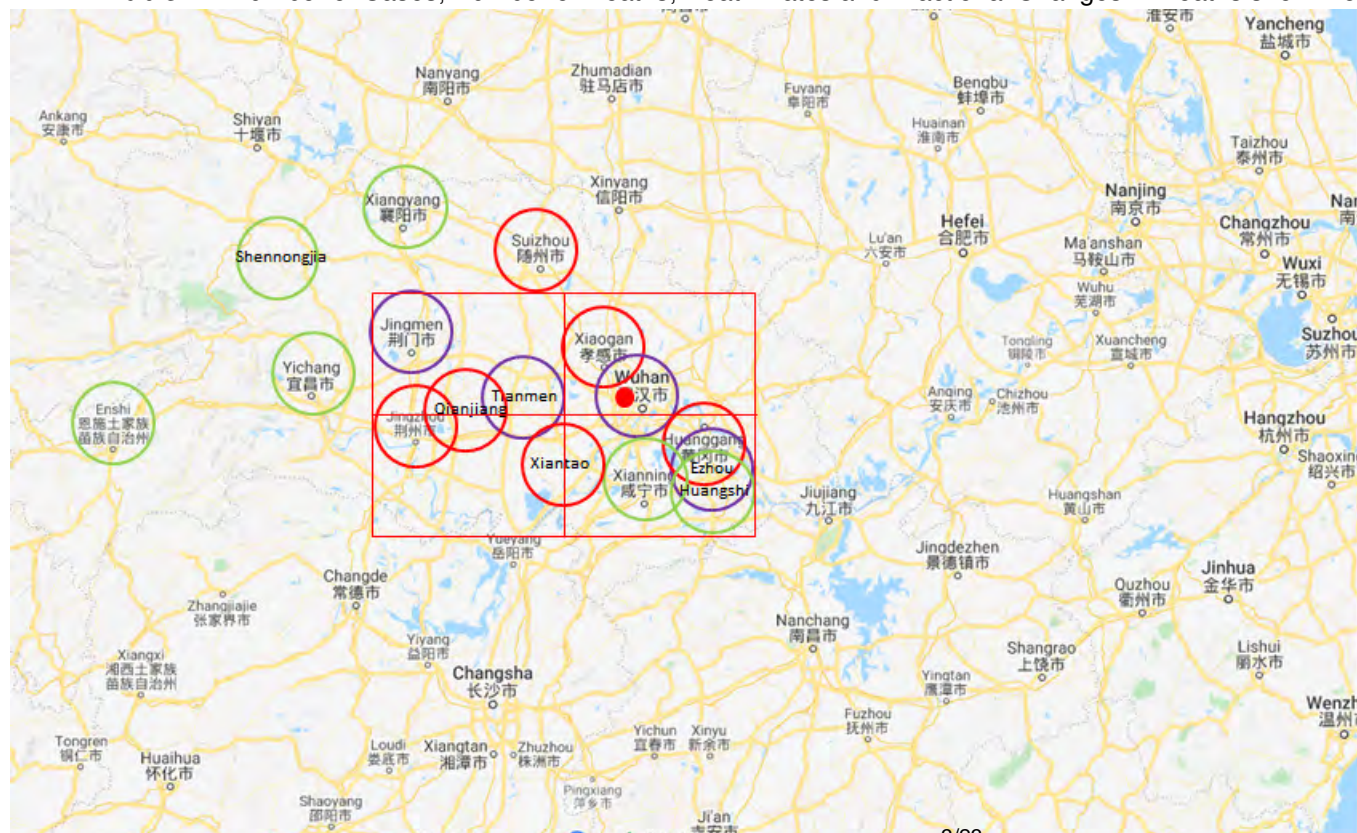 Yancheng
盐城市
Nanyang
南阳市
Zhumadian
驻马店市
Fuyang
阜阳市
Bengbu
蚌埠市
Ankang
安康市
Shiyan
十堰市
Huainan
淮南市
Taizhou
泰州市
Xiangyang
襄阳市
Xinyang
信阳市
Nanjing
南京市
Suizhou
随州市
Lu'an
六安市
Hefei
合肥市
Changzhou
常州市
Ma'anshan
马鞍山市
Shennongjia
Wuxi
无锡市
Wuhu
芜湖市
Jingmen
荆门市
Xiaogan
孝感市
Tongling
铜陵市
Xuancheng
宣城市
Suzhou
苏州市
Yichang
宜昌市
Wuhan
汉市
Tianmen
Qianjiang
Anqing
安庆市
Chizhou
池州市
Enshi
恩施土家族
苗族自治州
Jingzhou
荆州市
Hangzhou
杭州市
Huanggang
黄冈市
Shaoxing
绍兴市
Xiantao
Ezhou
Xianning
咸宁市
Huangshi
Jiujiang
九江市
Huangshan
黄山市
Yueyang
岳阳市
Jingdezhen
景德镇市
Changde
常德市
Quzhou
衢州市
Jinhua
金华市
Zhangjiajie
张家界市
Nanchang
南昌市
Yiyang
益阳市
Xiangxi
湘西土家族
苗族自治州
Changsha
长沙市
Shangrao
上饶市
Lishui
丽水市
Yingtan
鹰潭市
Wenzh
温州
Fuzhou
抚州市
Tongren
铜仁市
Huaihua
怀化市
Loudi
娄底市
Xiangtan
湘潭市
Zhuzhou
株洲市
Yichun
宜春市
Xinyu
新余市
Pingxiang
萍乡市
Shaoyang
邵阳市
Ji'an